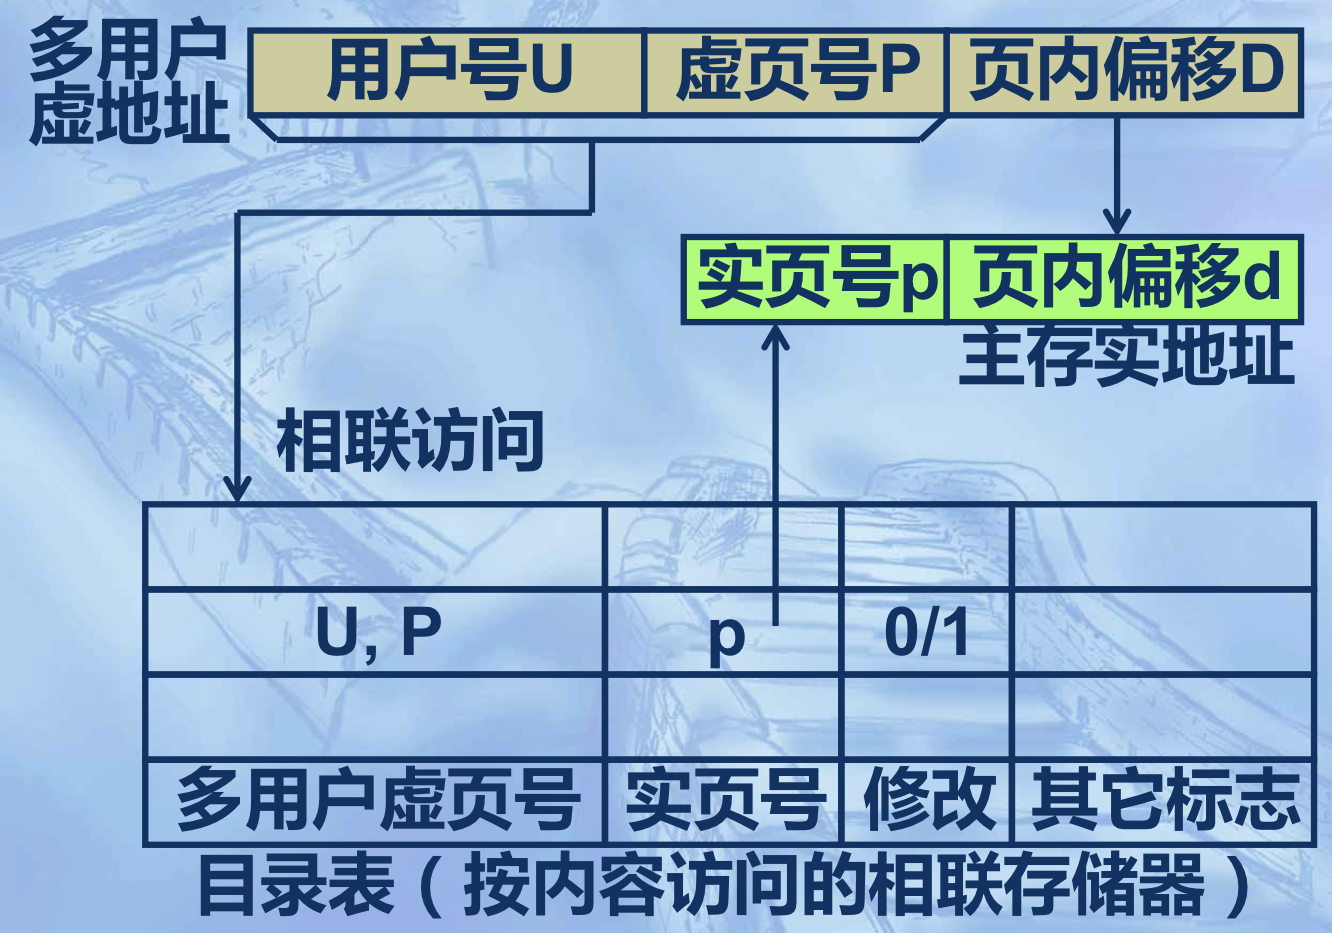 多用户
虚地址
用户号U 虚页号P 页内偏移D
实页号p 页内偏移d
主存实地址
相联访问
U, P p 0/1
多用户虚页号 实页号 修改 其它标志
目录表（按内容访问的相联存储器）